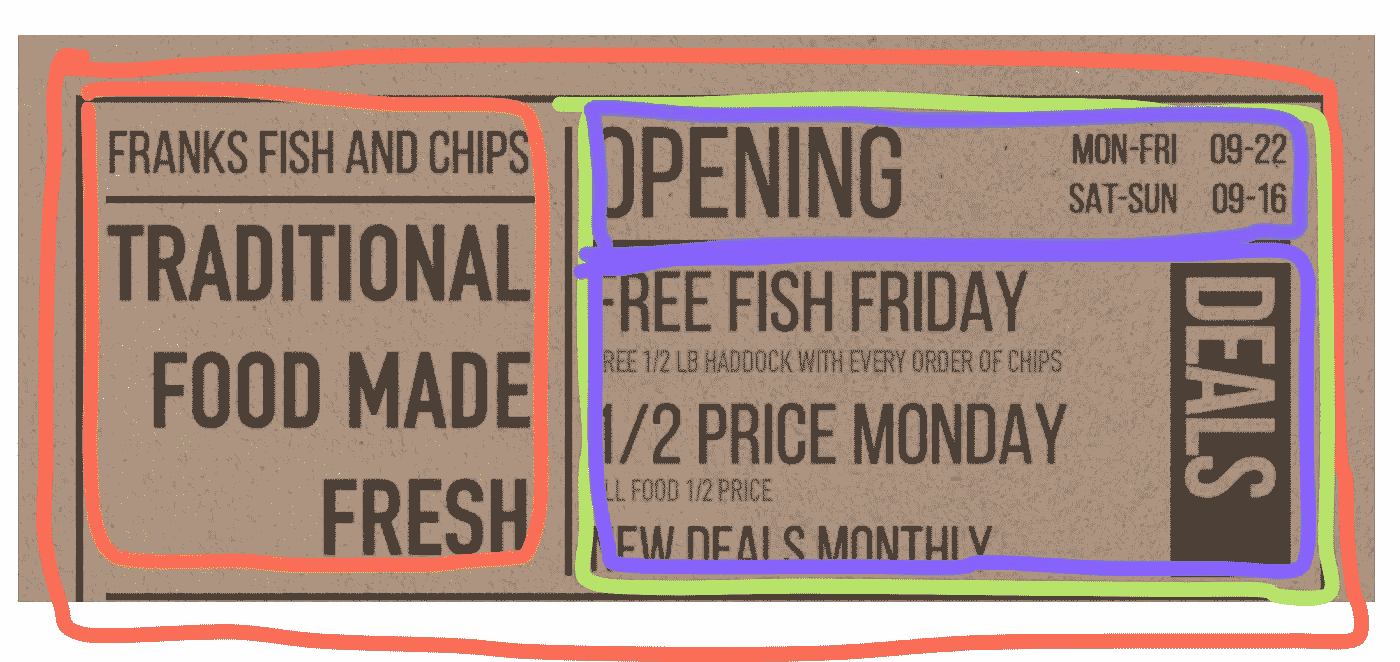 FRANKS FISH AND CHIPS
TRADITIONAL
FOOD MADE
FRESH
OPENING
MON-FRI 09-22
SAT-SUN 09-16
FREE FISH FRIDAY
FREE 1/2 LB HADDOCK WITH EVERY ORDER OF CHIPS
1/2 PRICE MONDAY
ALL FOOD 1/2 PRICE
NEW DEALS MONTHLY
DEALS